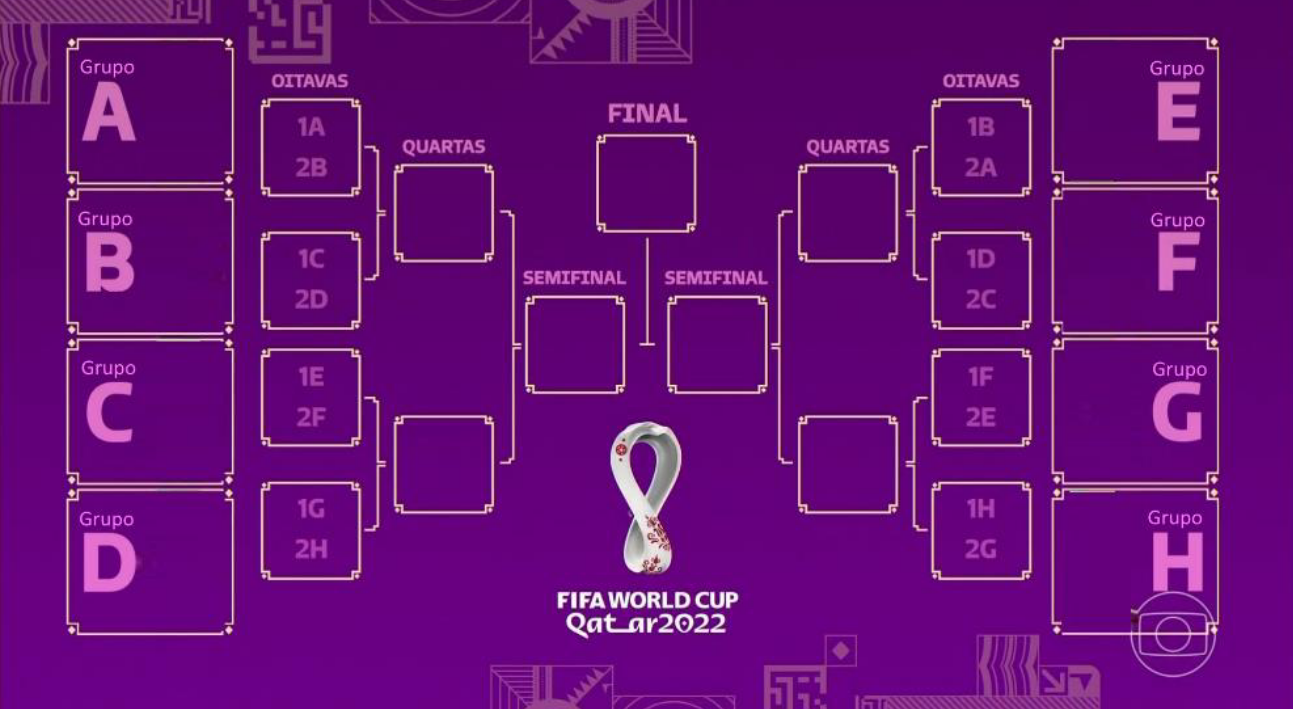 Grupo
A
Grupo
B
Grupo
C
Grupo
D
OITAVAS
1A
2B
1C
2D
1E
2F
1G
2H
QUARTAS
SEMIFINAL
FINAL
SEMIFINAL
QUARTAS
OITAVAS
1B
2A
1D
2C
1F
2E
1H
2G
Grupo
E
Grupo
F
Grupo
G
Grupo
H
FIFA WORLD CUP
Qatar2022